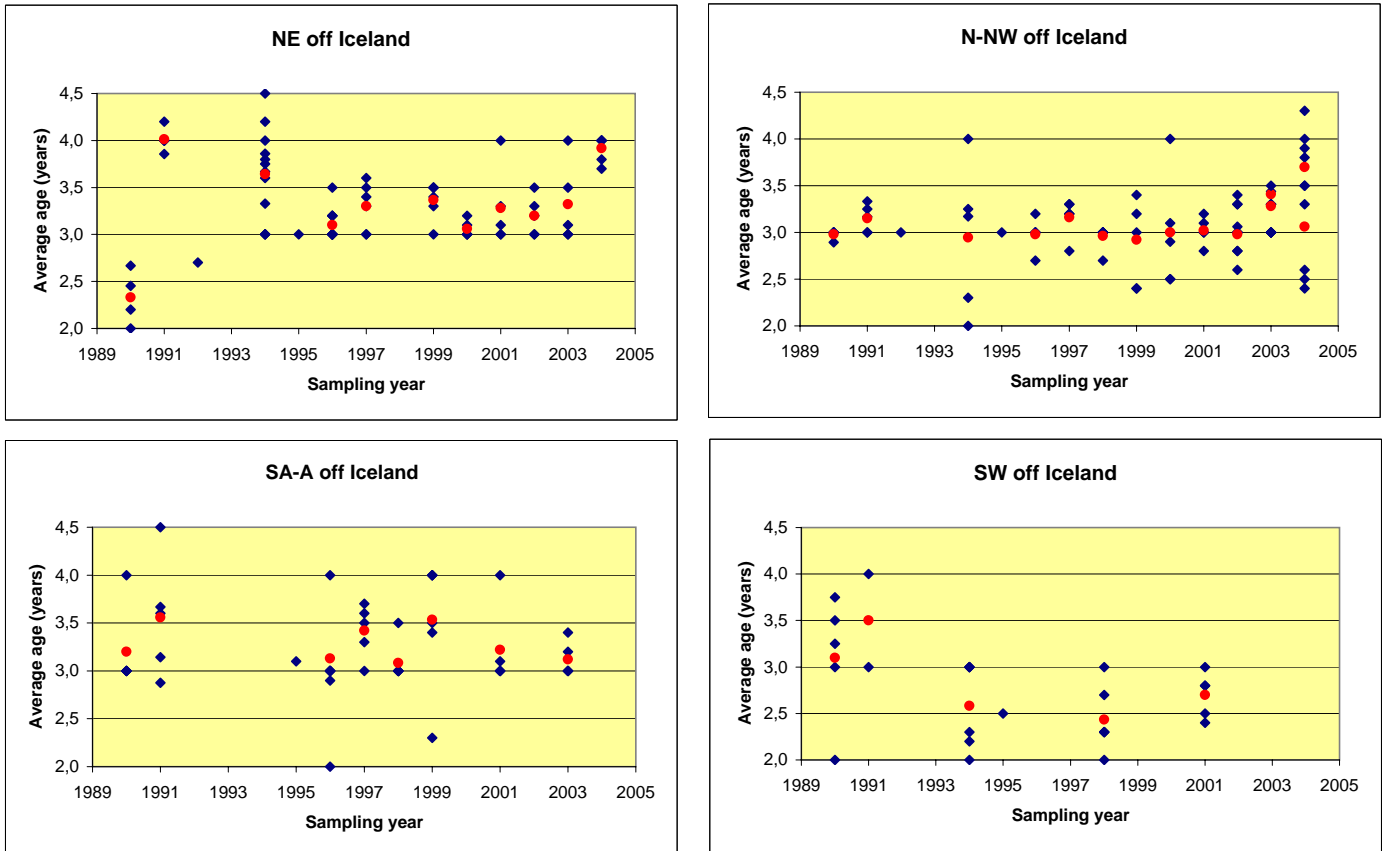 NE off Iceland
4,5
4,0
3,5
3,0
2,5
2,0
Average age (years)
1989 1991 1993 1995 1997 1999 2001 2003 2005
Sampling year
N-NW off Iceland
4,5
4,0
3,5
3,0
2,5
2,0
Average age (years)
1989 1991 1993 1995 1997 1999 2001 2003 2005
Sampling year
SA-A off Iceland
4,5
4,0
3,5
3,0
2,5
2,0
Average age (years)
1989 1991 1993 1995 1997 1999 2001 2003 2005
Sampling year
SW off Iceland
4,5
4,0
3,5
3,0
2,5
2,0
Average age (years)
1989 1991 1993 1995 1997 1999 2001 2003 2005
Sampling year